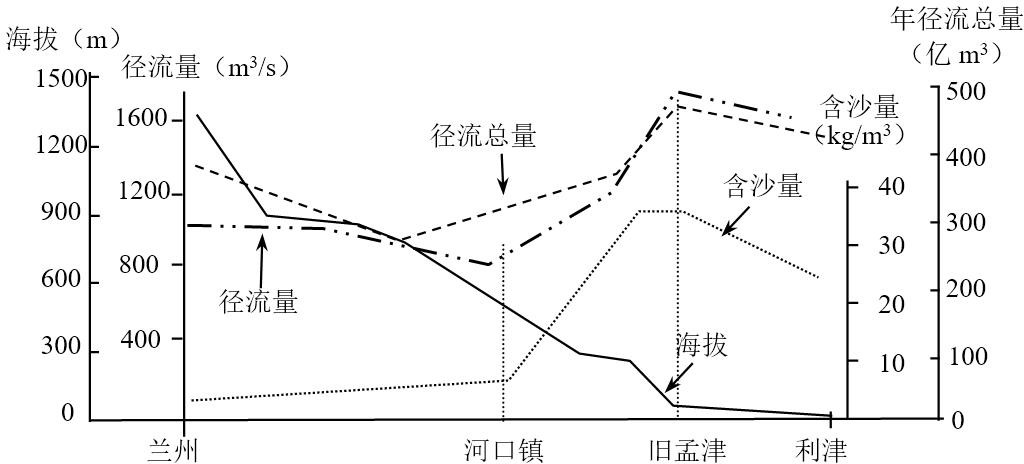 海拔（m）
径流量（m³/s）
年径流总量
（亿 m³）
1500
1200
900
600
300
0
1600
1200
800
400
径流总量
径流量
含沙量
海拔
含沙量
（kg/m³）
40
30
20
10
500
400
300
200
100
0
兰州
河口镇
旧孟津
利津